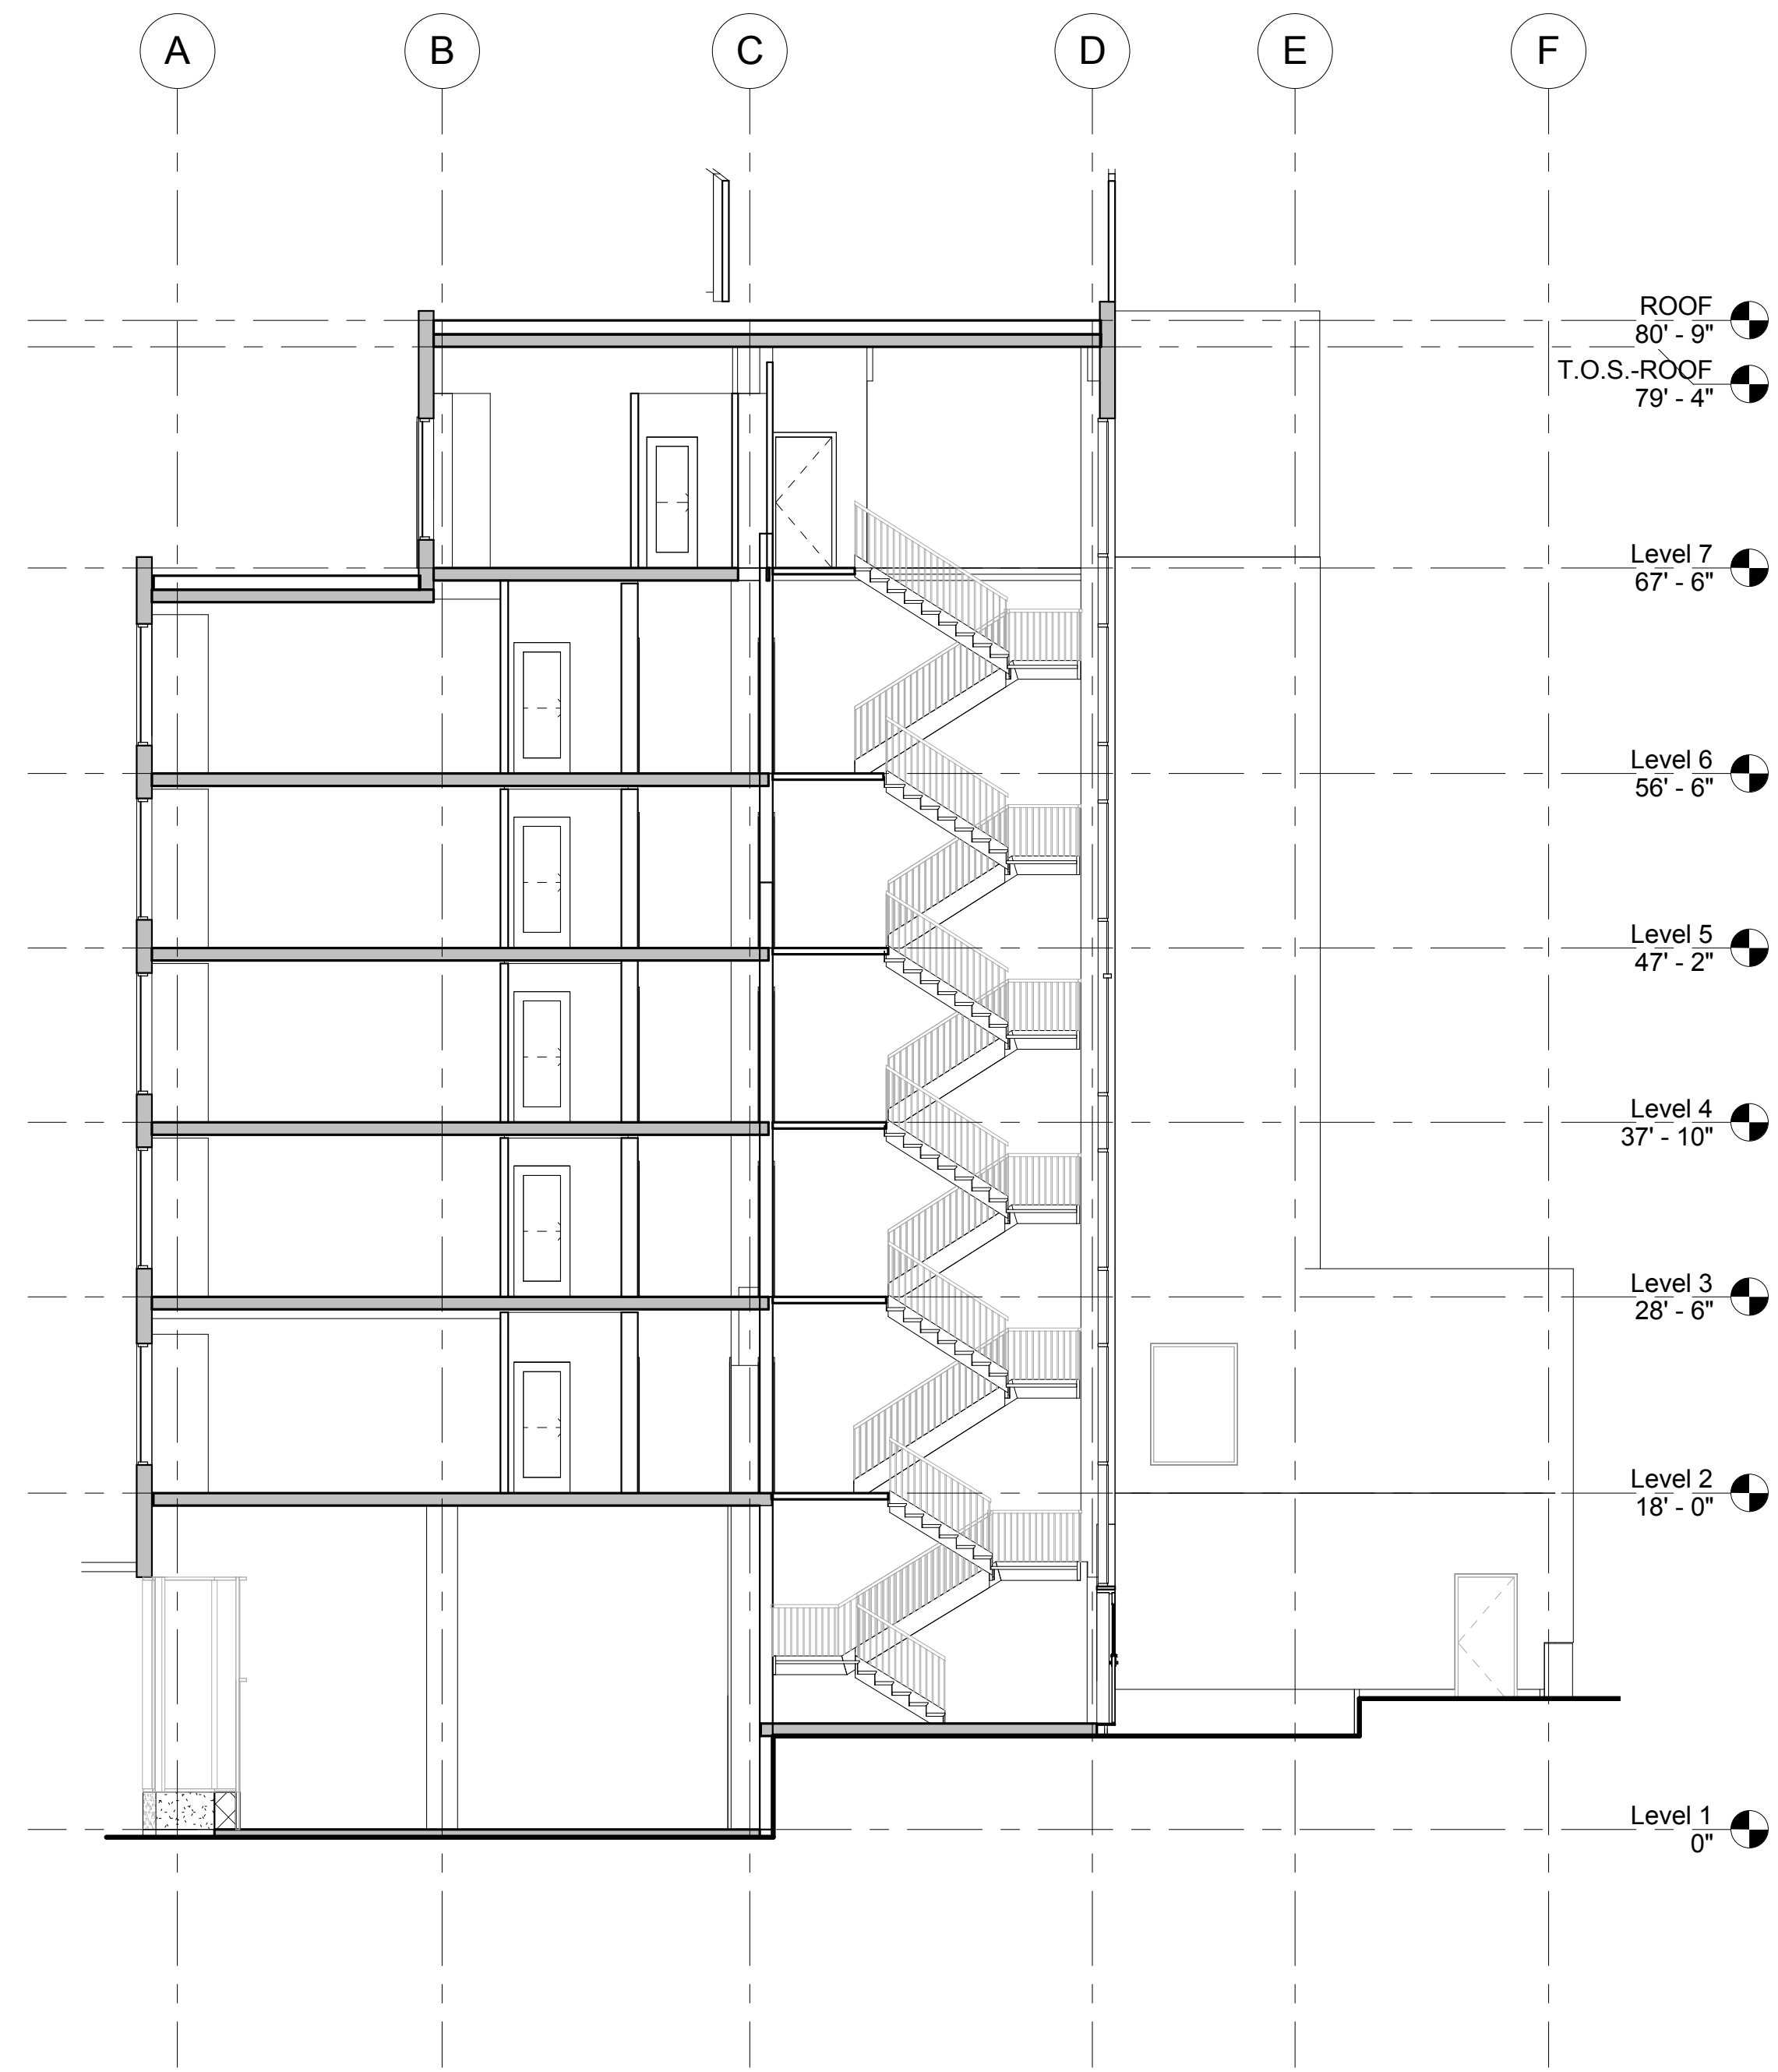 A
B
C
D
E
F
ROOF
80' - 9"
T.O.S.-ROOF
79' - 4"
Level 7
67' - 6"
Level 6
56' - 6"
Level 5
47' - 2"
Level 4
37' - 10"
Level 3
28' - 6"
Level 2
18' - 0"
Level 1
0"